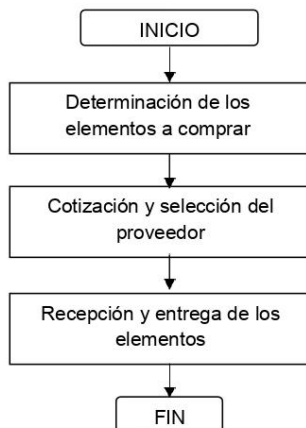 INICIO
Determinación de los
elementos a comprar
Cotización y selección del
proveedor
Recepción y entrega de los
elementos
FIN